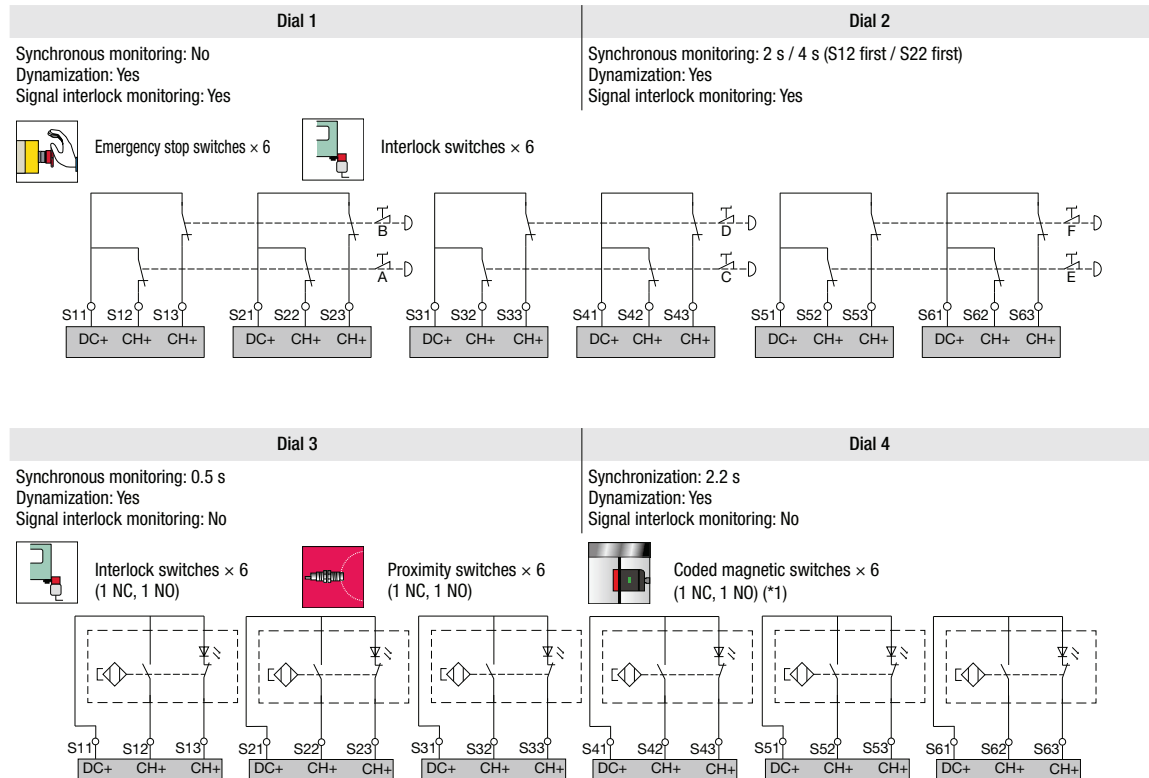 Dial 1
Dial 2
Synchronous monitoring: No
Dynamization: Yes
Signal interlock monitoring: Yes
Synchronous monitoring: 2 s / 4 s (S12 first / S22 first)
Dynamization: Yes
Signal interlock monitoring: Yes
Emergency stop switches × 6
Interlock switches × 6
B D F
A C E
S11 S12 S13 S21 S22 S23 S31 S32 S33 S41 S42 S43 S51 S52 S53 S61 S62 S63
DC+ CH+ CH+ DC+ CH+ CH+ DC+ CH+ CH+ DC+ CH+ CH+ DC+ CH+ CH+ DC+ CH+ CH+
Dial 3
Dial 4
Synchronous monitoring: 0.5 s
Dynamization: Yes
Signal interlock monitoring: No
Synchronization: 2.2 s
Dynamization: Yes
Signal interlock monitoring: No
Interlock switches × 6
(1 NC, 1 NO)
Proximity switches × 6
(1 NC, 1 NO)
Coded magnetic switches × 6
(1 NC, 1 NO) (*1)
S11 S12 S13 S21 S22 S23 S31 S32 S33 S41 S42 S43 S51 S52 S53 S61 S62 S63
DC+ CH+ CH+ DC+ CH+ CH+ DC+ CH+ CH+ DC+ CH+ CH+ DC+ CH+ CH+ DC+ CH+ CH+